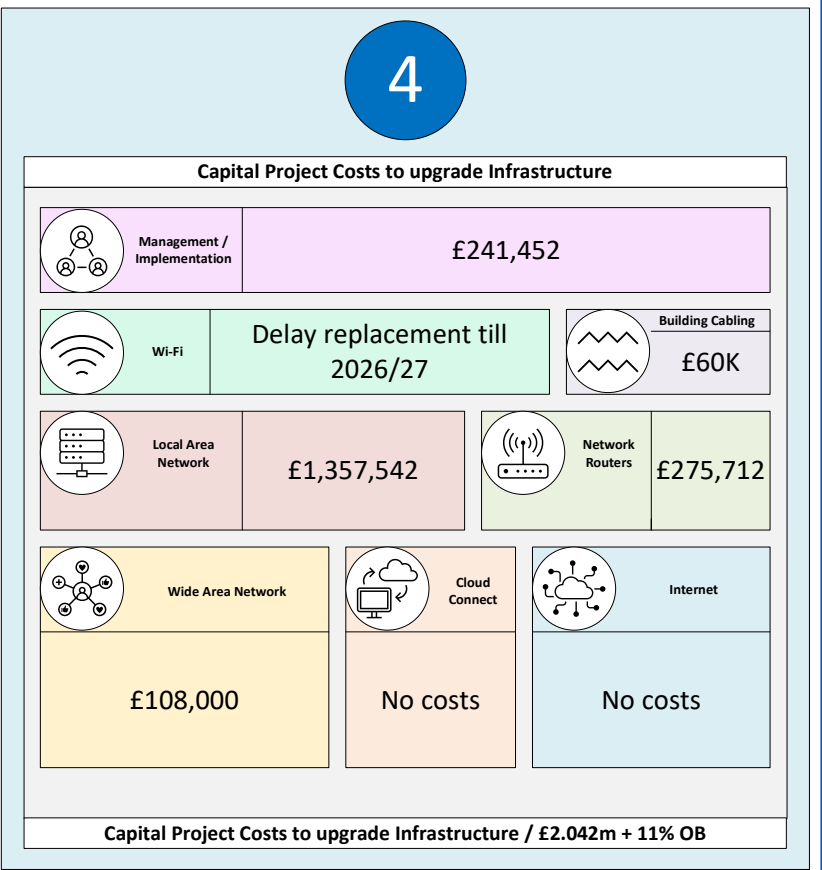 4
Capital Project Costs to upgrade Infrastructure
Management /
Implementation
£241,452
Wi-Fi
Delay replacement till
2026/27
Building Cabling
£60K
Local Area
Network
£1,357,542
Network
Routers
£275,712
Wide Area Network
£108,000
Cloud
Connect
No costs
Internet
No costs
Capital Project Costs to upgrade Infrastructure / £2.042m + 11% OB